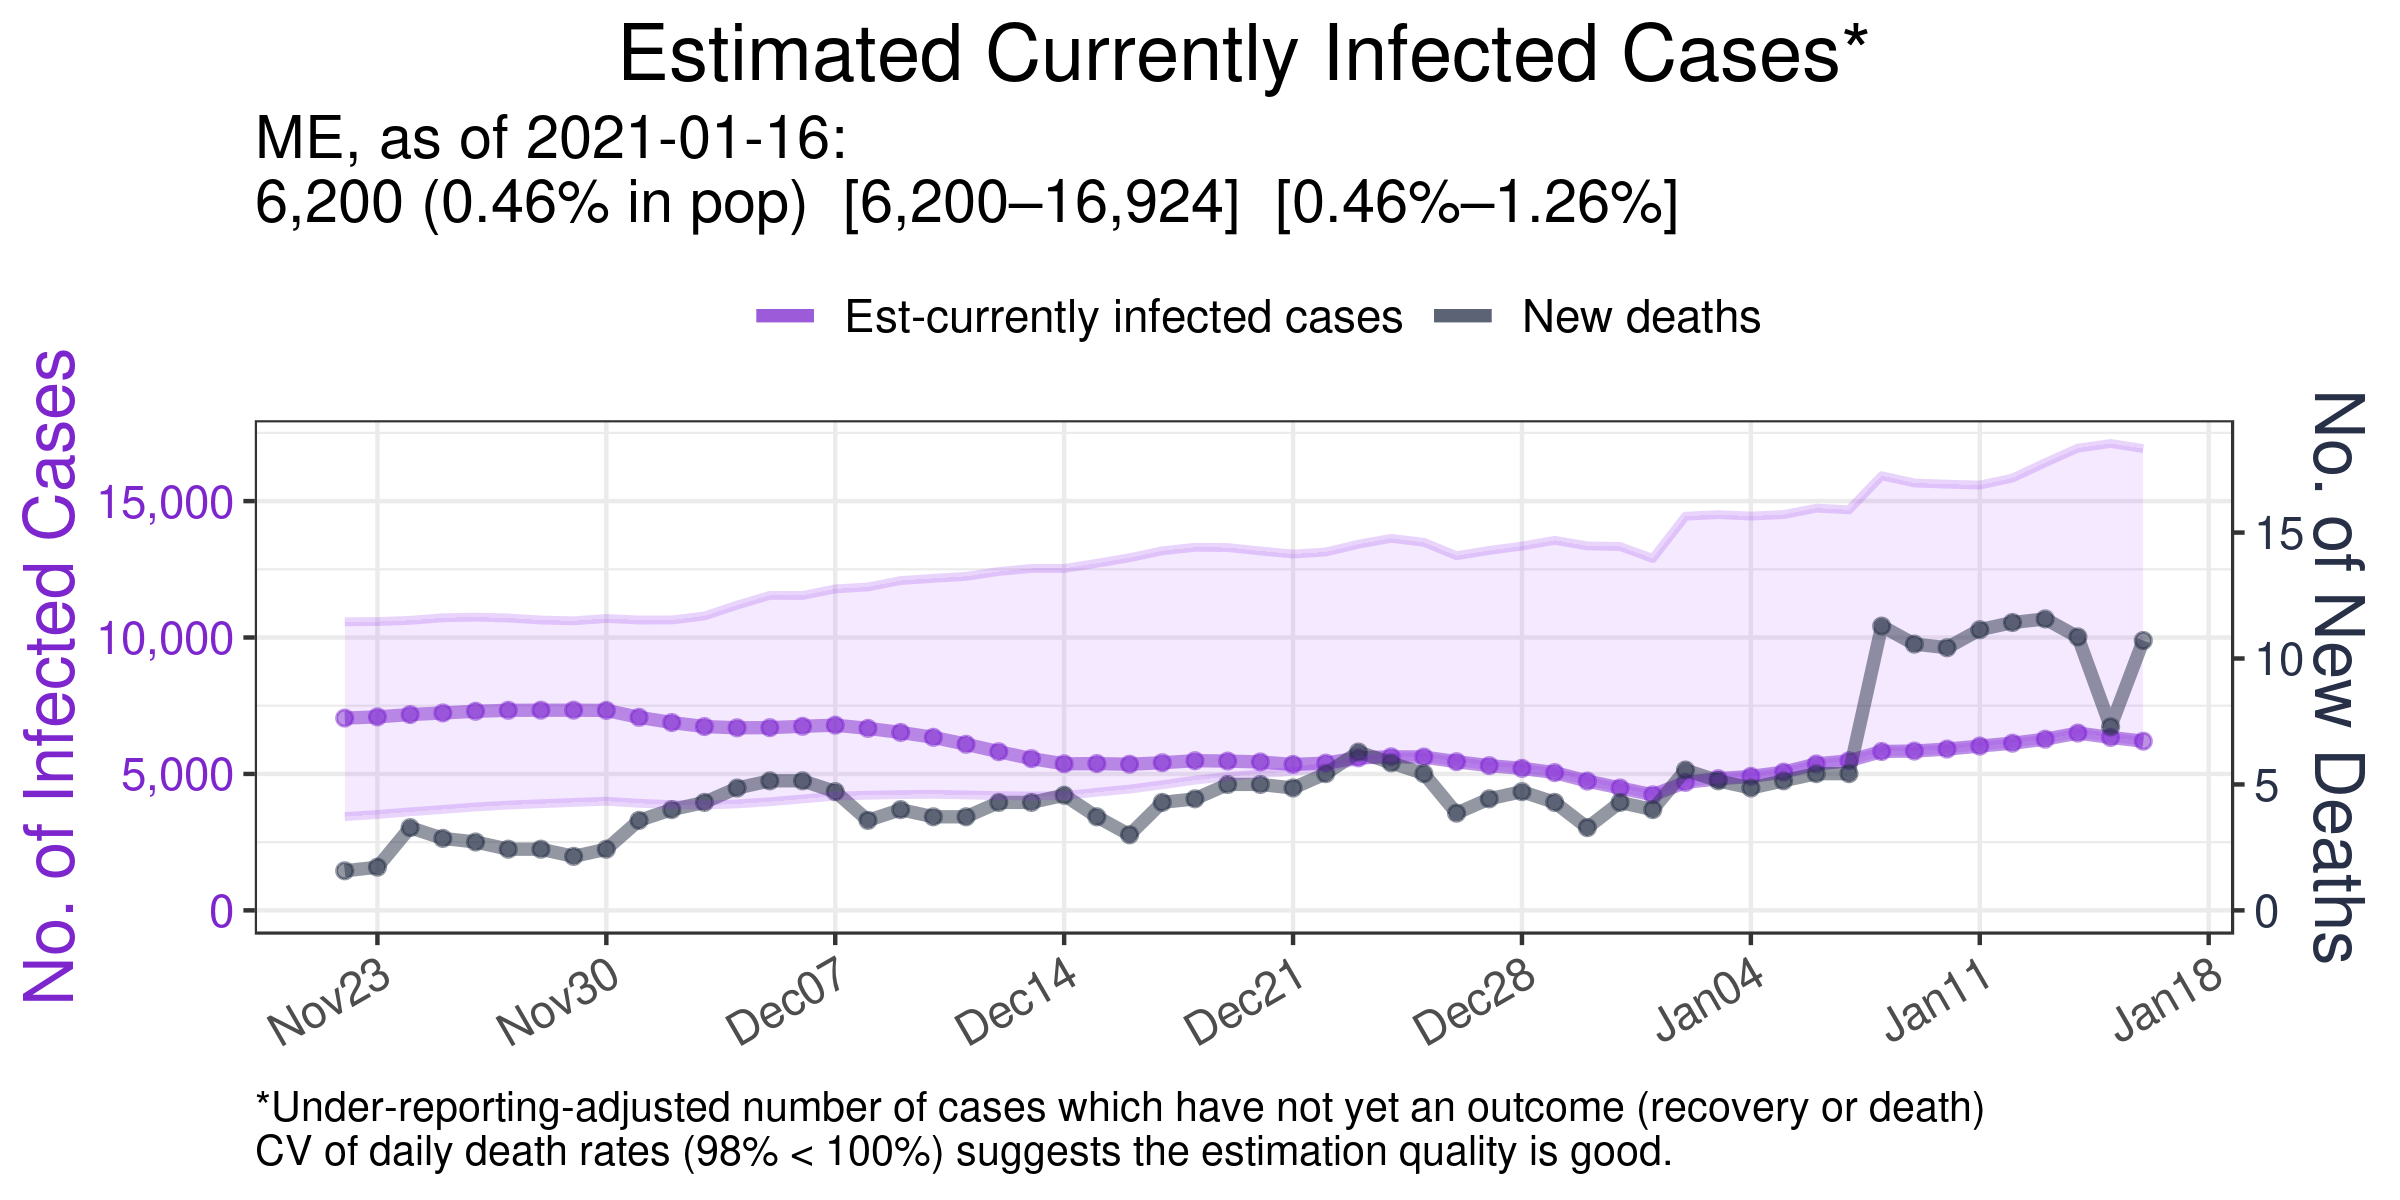 Estimated Currently Infected Cases*
ME, as of 2021-01-16:
6,200 (0.46% in pop)  [6,200–16,924]  [0.46%–1.26%]
Est-currently infected cases
New deaths
No. of Infected Cases
15,000
10,000
5,000
0
No. of New Deaths
15
10
5
0
Nov23
Nov30
Dec07
Dec14
Dec21
Dec28
Jan04
Jan11
Jan18
*Under-reporting-adjusted number of cases which have not yet an outcome (recovery or death)
CV of daily death rates (98% < 100%) suggests the estimation quality is good.